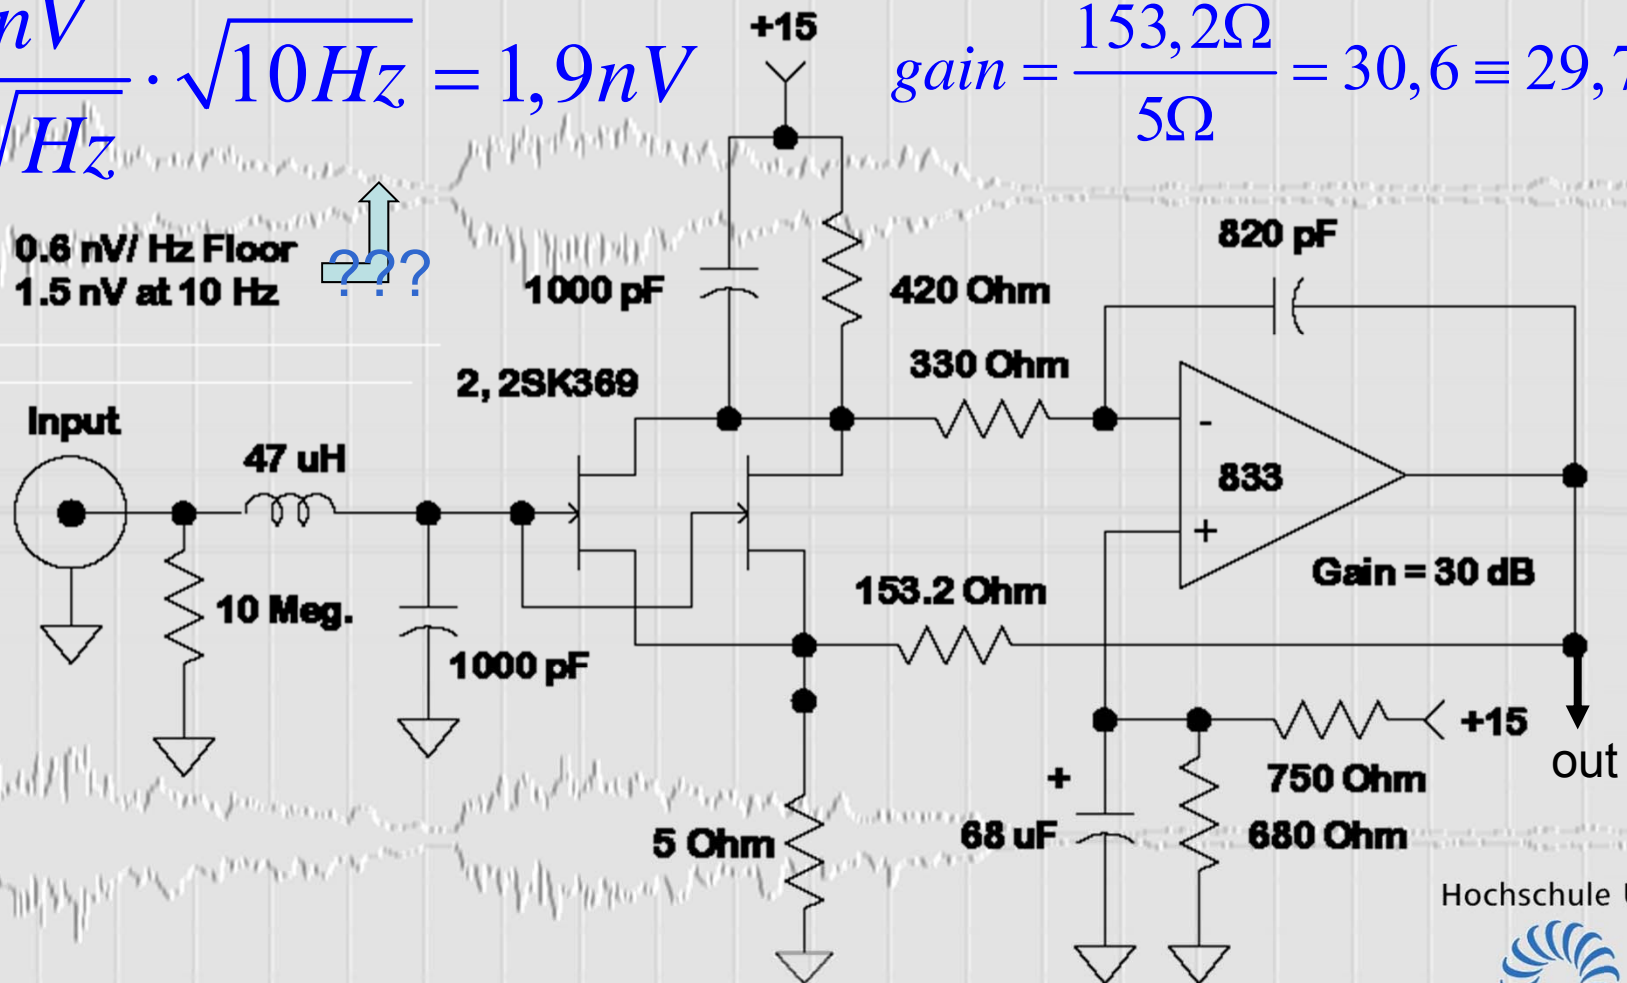 nV
/√Hz · √10Hz = 1,9nV
gain = 153,2Ω / 5Ω = 30,6 ≡ 29,7
+15
0.6 nV/ Hz Floor
1.5 nV at 10 Hz
???
1000 pF
420 Ohm
820 pF
330 Ohm
2, 2SK369
Input
47 uH
-
833
+
Gain = 30 dB
10 Meg.
153.2 Ohm
1000 pF
+15
out
+
750 Ohm
5 Ohm
68 uF
680 Ohm
Hochschule